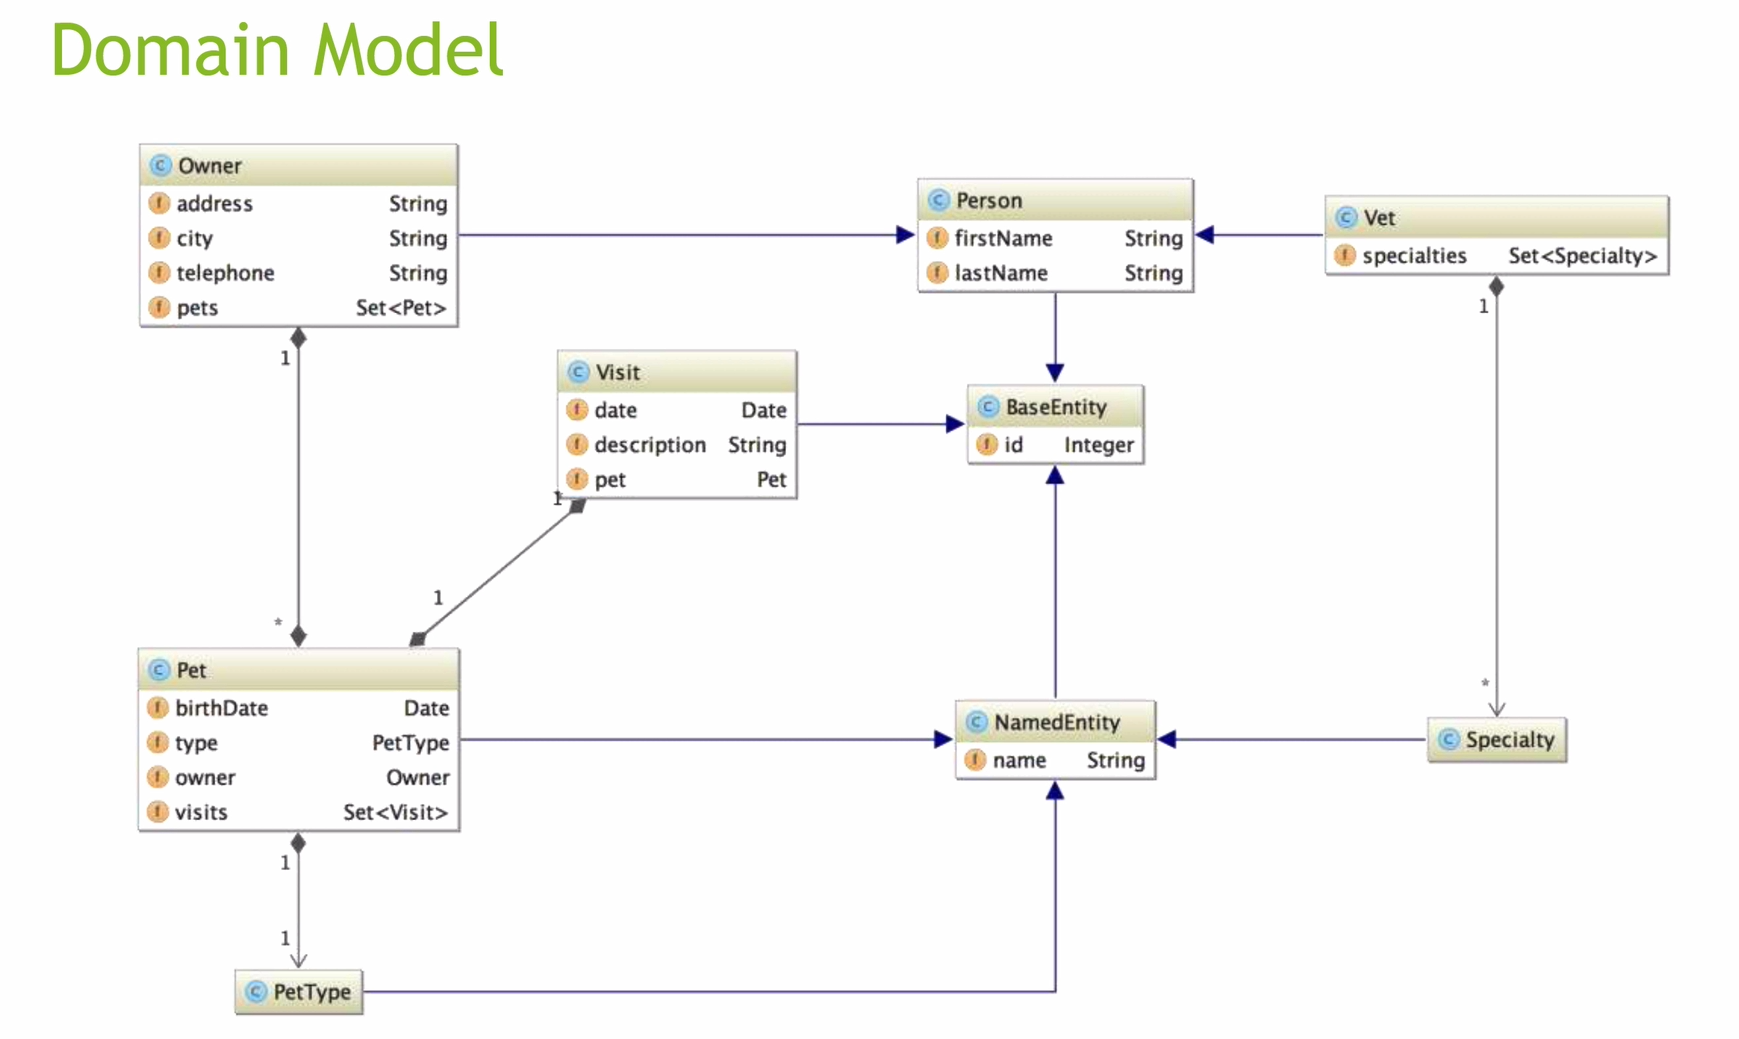 Domain Model
Owner
address String
city String
telephone String
pets Set<Pet>
Person
firstName String
lastName String
Vet
specialties Set<Specialty>
1
1
Visit
date Date
description String
pet Pet
BaseEntity
id Integer
1
1
*
*
Pet
birthDate Date
type PetType
owner Owner
visits Set<Visit>
NamedEntity
name String
Specialty
1
1
PetType